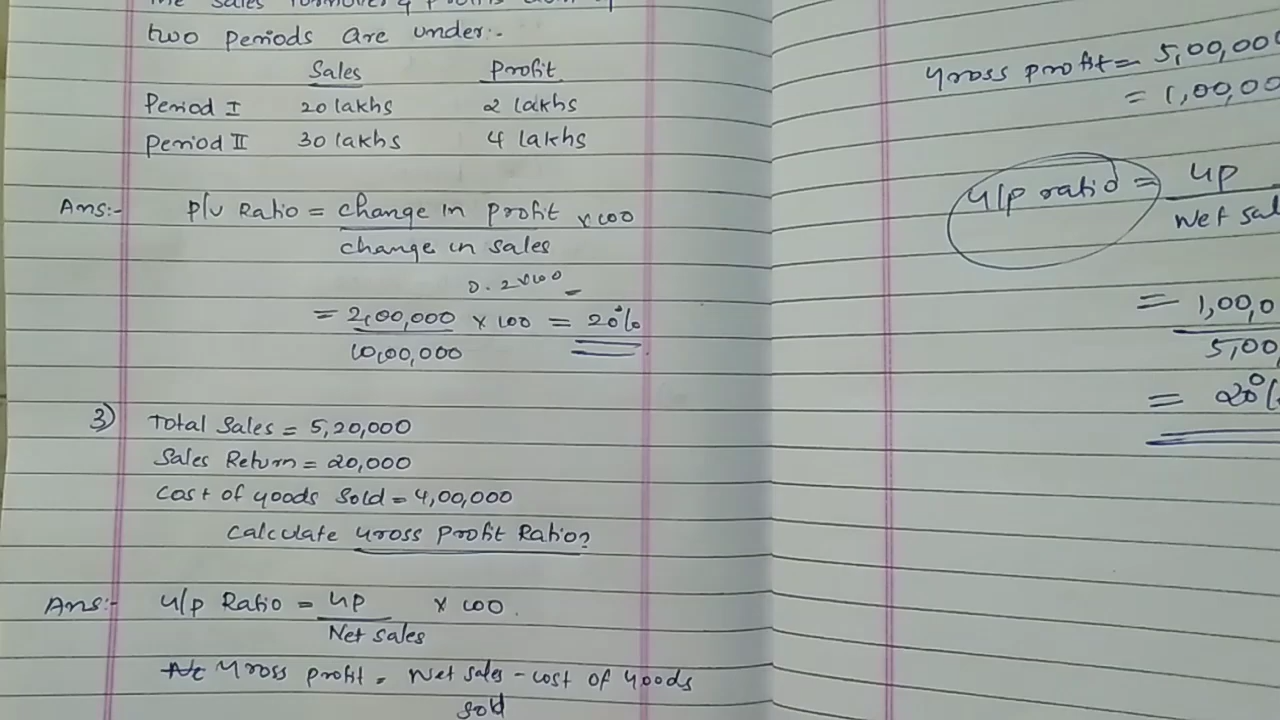 two periods are under:-
Sales Profit
Period I 20 lakhs 2 lakhs
Period II 30 lakhs 4 lakhs
Ans:- P/V Ratio = change in profit x 100
change in sales
0.2x100
= 2,00,000 x 100 = 20%
10,00,000
3) Total Sales = 5,20,000
Sales Return = 20,000
Cost of goods sold = 4,00,000
Calculate Gross Profit Ratio?
Ans:- G/P Ratio = GP x 100.
Net sales
Gross profit = Net sales - cost of goods
sold
Gross profit = 5,00,000
= 1,00,00
G/P ratio = GP
Net sal
= 1,00,0
5,00,
= 20%